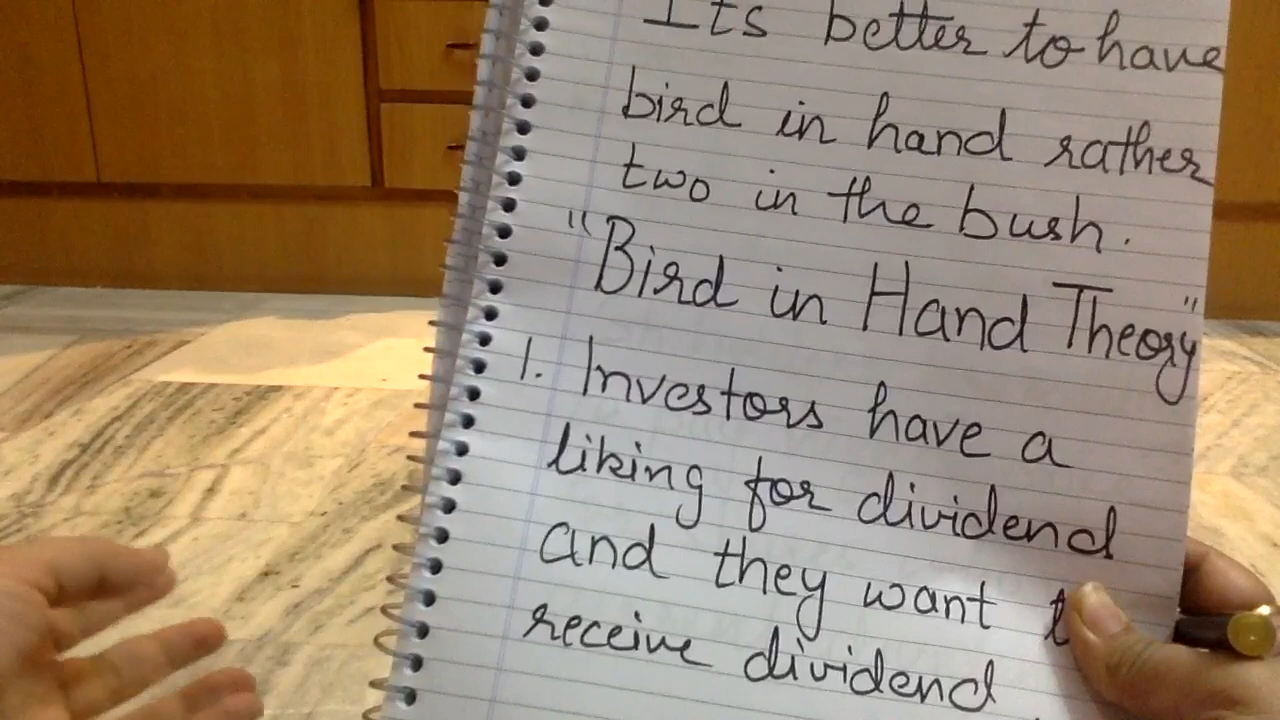 Its better to have
bird in hand rather
two in the bush.
"Bird in Hand Theory"
1. Investors have a
liking for dividend
and they want
receive dividend